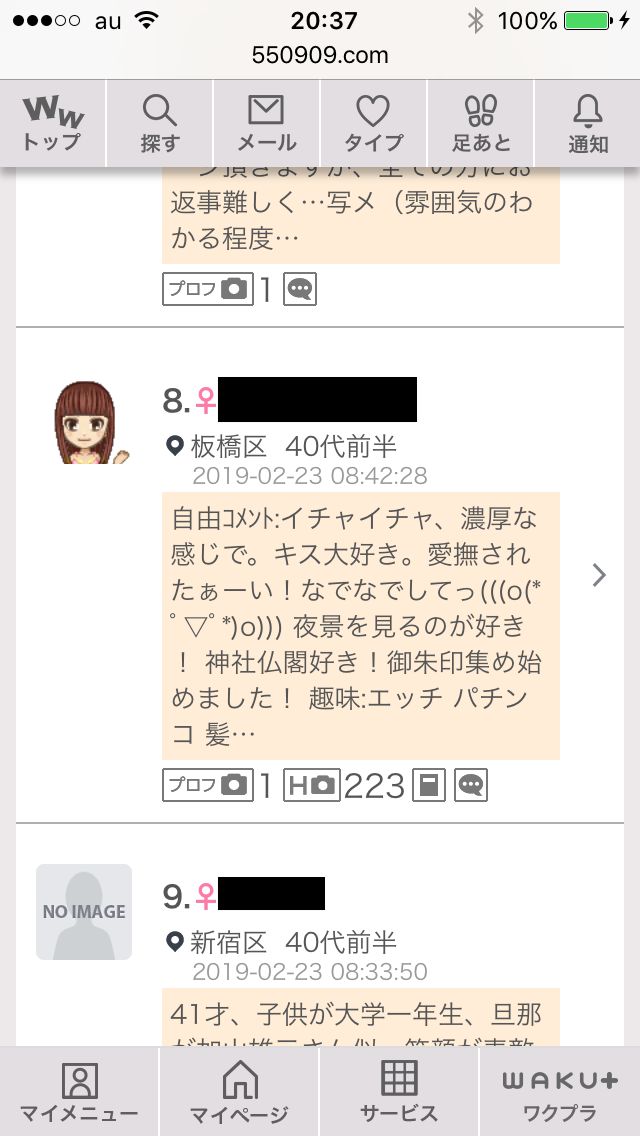 au 20:37 100%
550909.com
WW
トップ 探す メール タイプ 足あと 通知
返事難しく…写メ（雰囲気のわ
かる程度…
プロフ 1
8.♀
板橋区 40代前半
2019-02-23 08:42:28
自由ｺﾒﾝﾄ:イチャイチャ、濃厚な
感じで。キス大好き。愛撫され
たぁーい！なでなでしてっ(((o(*
ﾟ▽ﾟ*)o))) 夜景を見るのが好き
！ 神社仏閣好き！御朱印集め始
めました！ 趣味:エッチ パチン
コ 髪…
プロフ 1 H 223
NO IMAGE
9.♀
新宿区 40代前半
2019-02-23 08:33:50
41才、子供が大学一年生、旦那
マイメニュー マイページ サービス WAKU+
ワクプラ